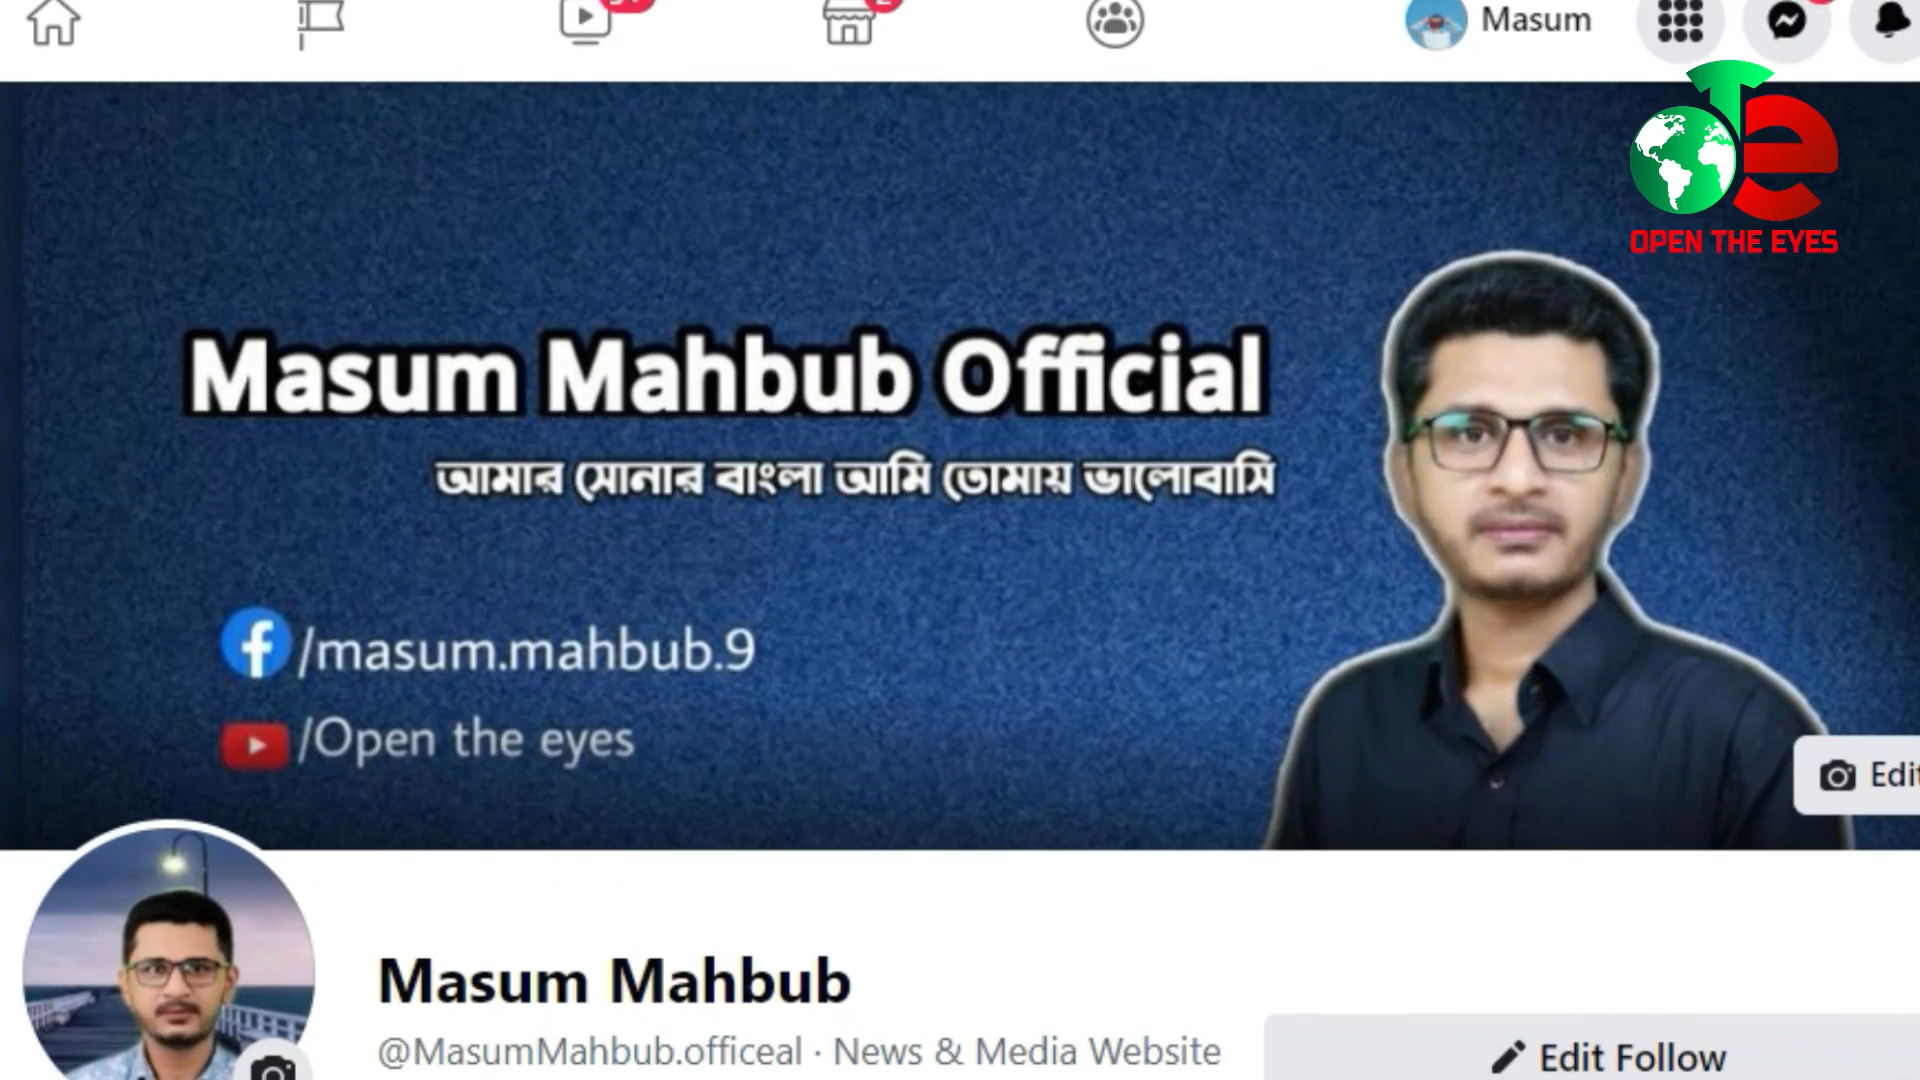 Masum
OPEN THE EYES
Masum Mahbub Official
আমার সোনার বাংলা আমি তোমায় ভালোবাসি
/masum.mahbub.9
/Open the eyes
Edit
Masum Mahbub
@MasumMahbub.officeal · News & Media Website
Edit Follow